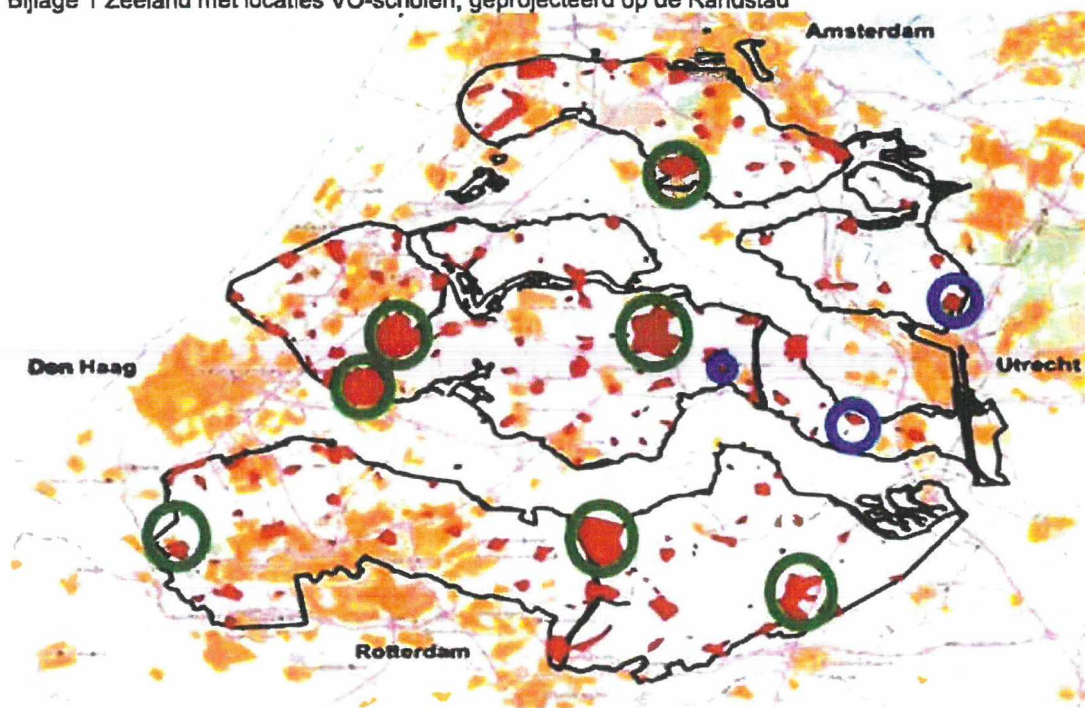 Bijlage 1 Zeeland met locaties VO-scholen, geprojecteerd op de Randstad
Amsterdam
Den Haag
Utrecht
Rotterdam